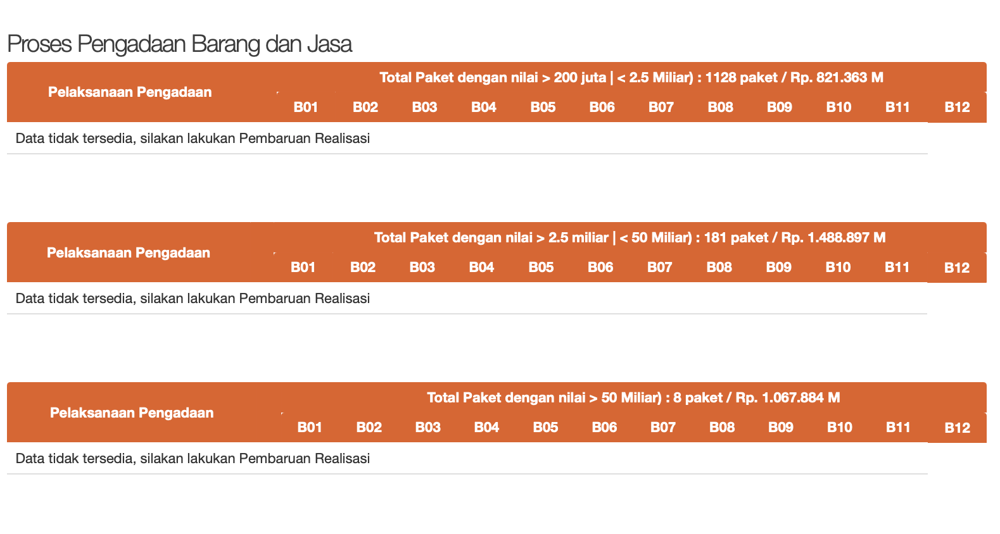 Proses Pengadaan Barang dan Jasa
Pelaksanaan Pengadaan
Total Paket dengan nilai > 200 juta | < 2.5 Miliar) : 1128 paket / Rp. 821.363 M
B01 B02 B03 B04 B05 B06 B07 B08 B09 B10 B11 B12
Data tidak tersedia, silakan lakukan Pembaruan Realisasi
Pelaksanaan Pengadaan
Total Paket dengan nilai > 2.5 miliar | < 50 Miliar) : 181 paket / Rp. 1.488.897 M
B01 B02 B03 B04 B05 B06 B07 B08 B09 B10 B11 B12
Data tidak tersedia, silakan lakukan Pembaruan Realisasi
Pelaksanaan Pengadaan
Total Paket dengan nilai > 50 Miliar) : 8 paket / Rp. 1.067.884 M
B01 B02 B03 B04 B05 B06 B07 B08 B09 B10 B11 B12
Data tidak tersedia, silakan lakukan Pembaruan Realisasi